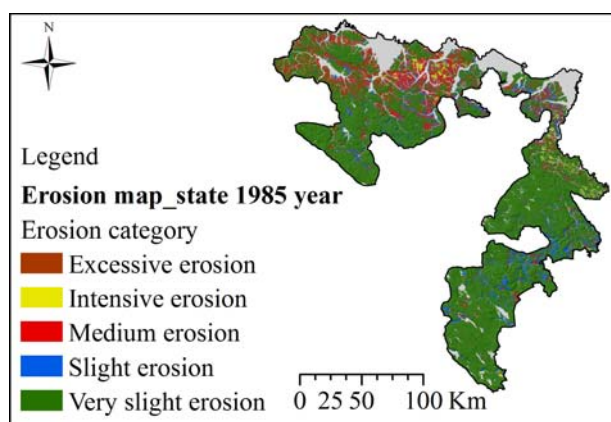 N
Legend
Erosion map_state 1985 year
Erosion category
Excessive erosion
Intensive erosion
Medium erosion
Slight erosion
Very slight erosion
0 25 50 100 Km